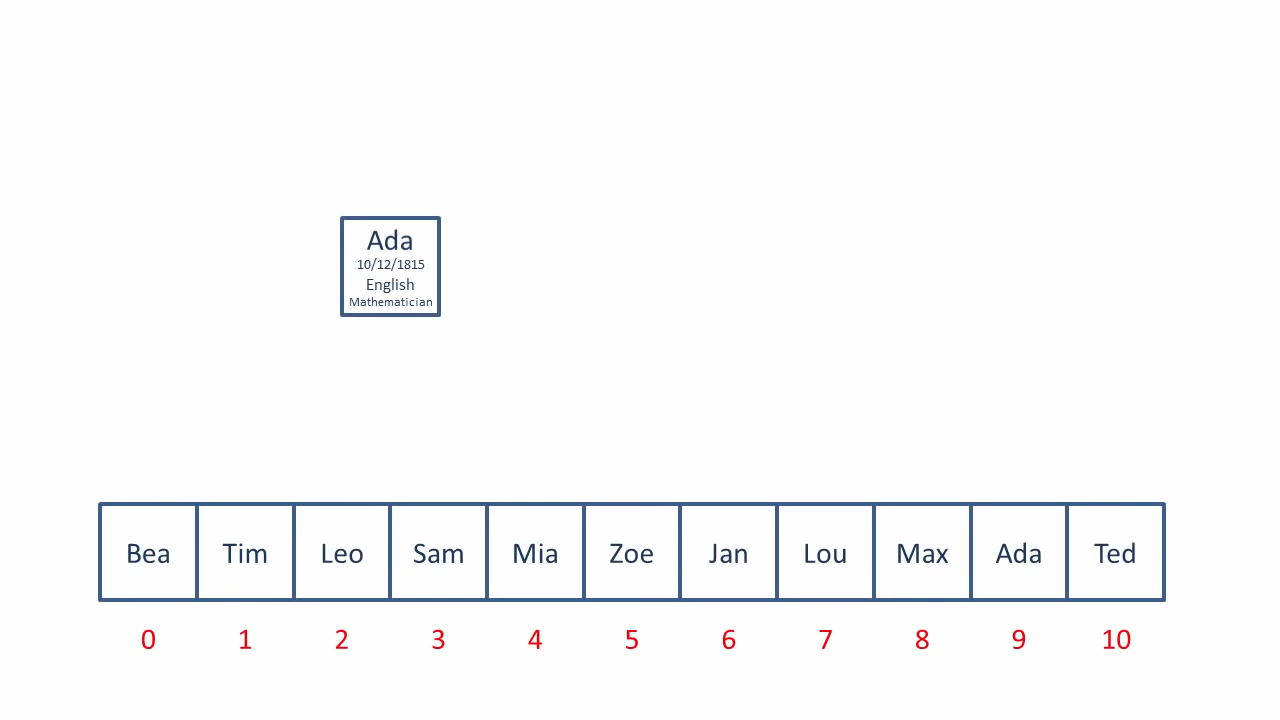 Ada
10/12/1815
English
Mathematician
Bea Tim Leo Sam Mia Zoe Jan Lou Max Ada Ted
0 1 2 3 4 5 6 7 8 9 10